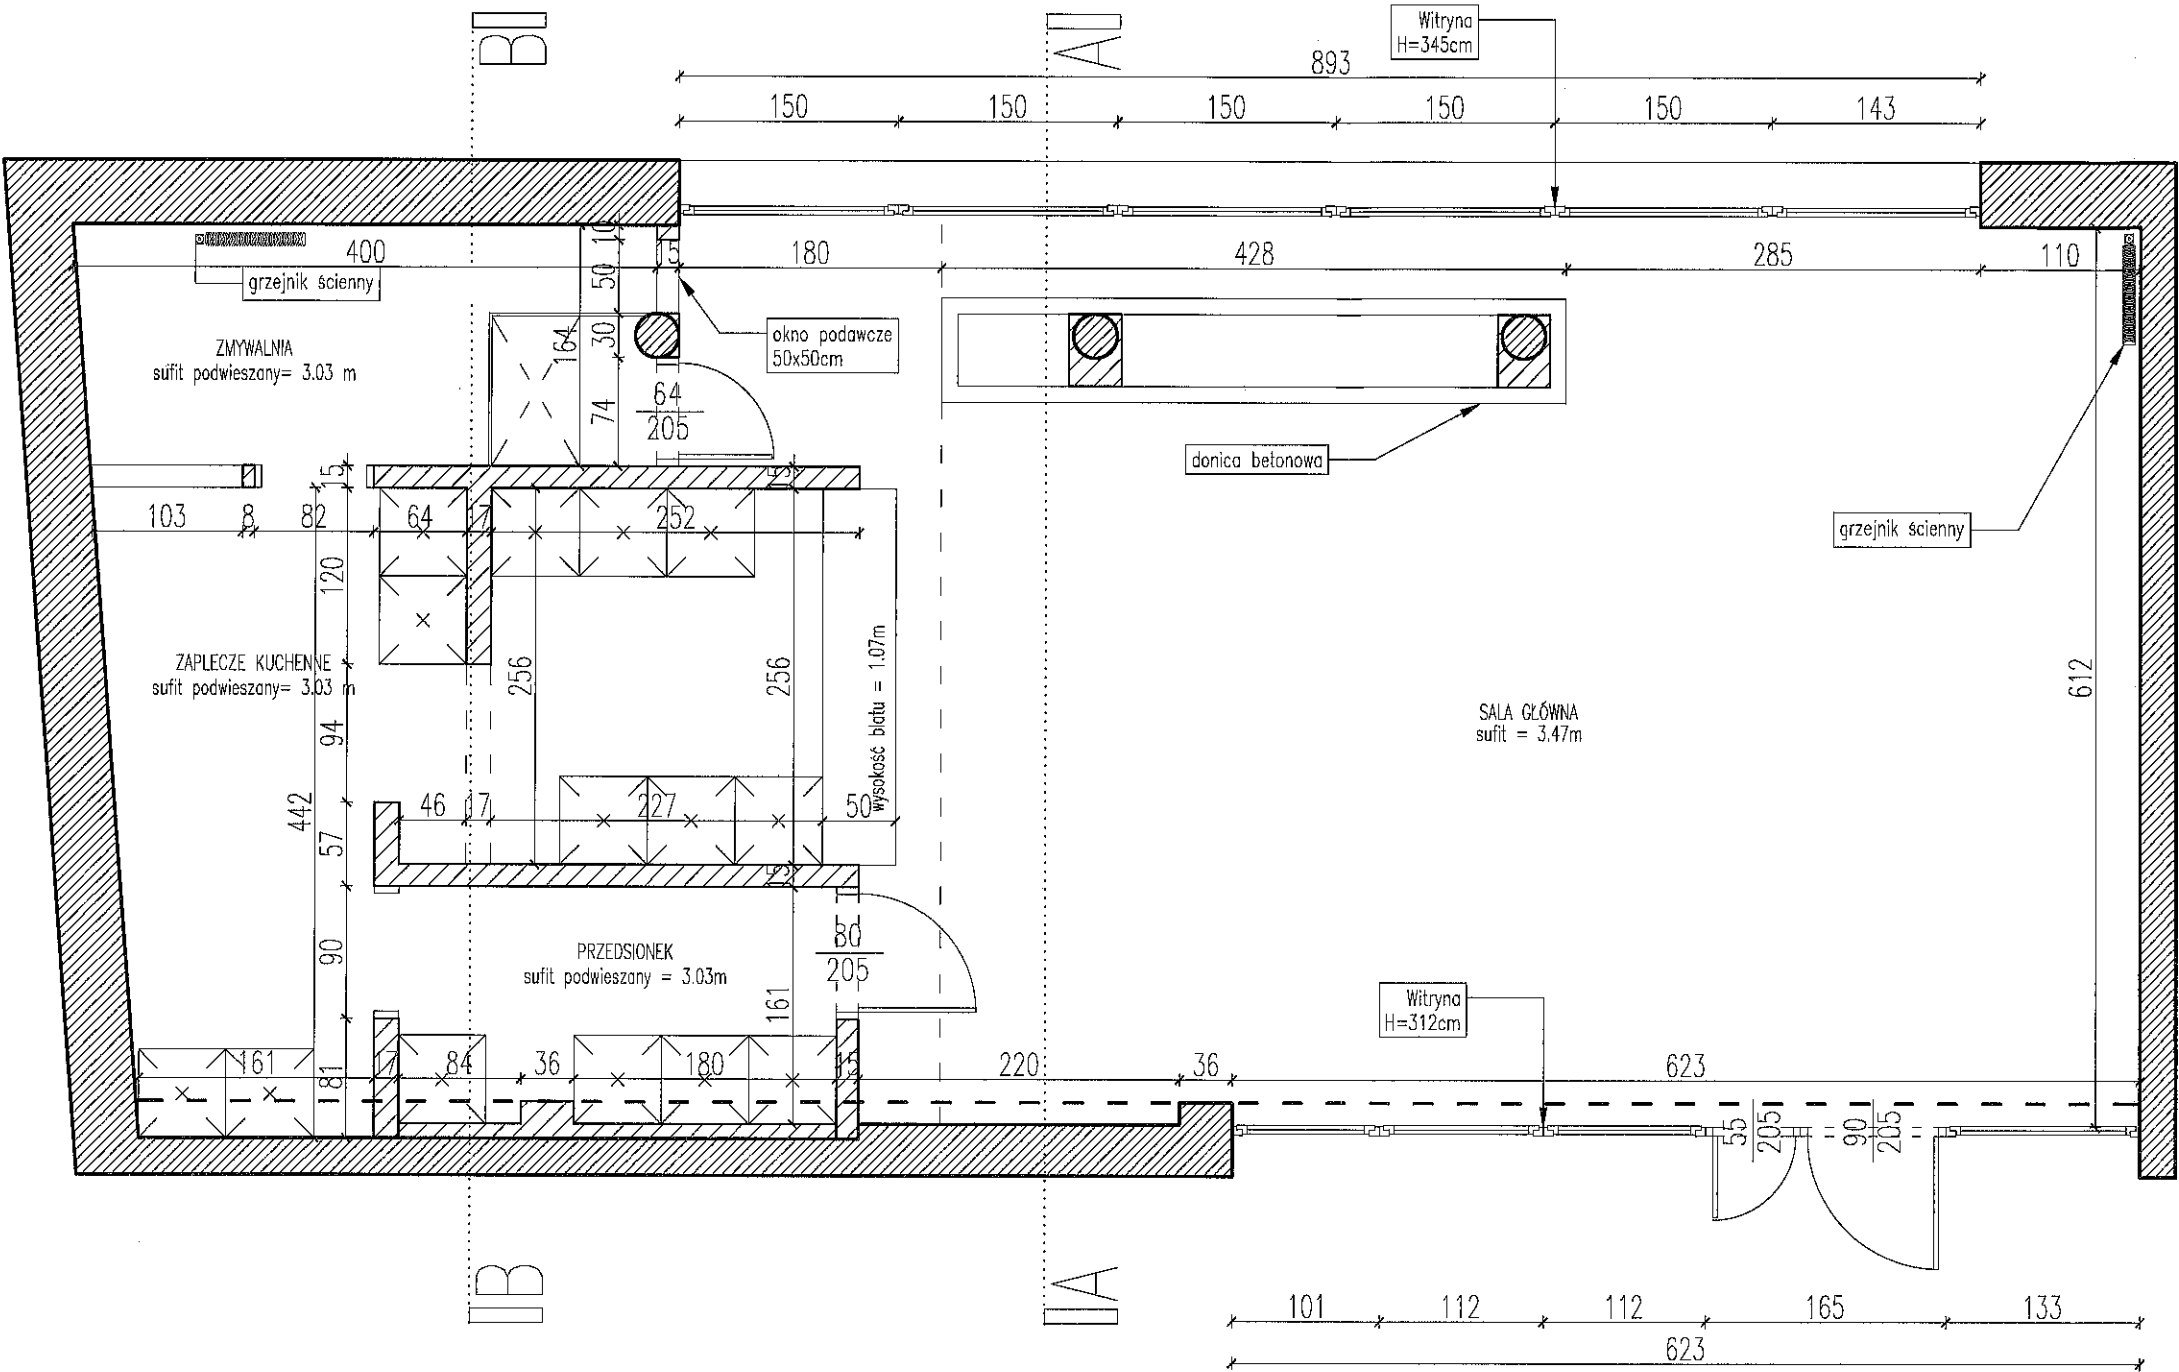 BI
AI
Witryna
H=345cm
893
150
150
150
150
150
143
400
10
15
180
428
285
110
grzejnik ścienny
50
30
164
74
okno podawcze
50x50cm
ZMYWALNIA
sufit podwieszany= 3.03 m
64
205
donica betonowa
grzejnik ścienny
15
15
103
8
82
64
17
252
120
ZAPLECZE KUCHENNE
sufit podwieszany= 3.03 m
256
256
wysokość blatu = 1.07m
612
SALA GŁÓWNA
sufit = 3.47m
94
442
57
46
17
227
50
15
90
PRZEDSIONEK
sufit podwieszany = 3.03m
80
205
161
Witryna
H=312cm
161
17
84
36
180
15
220
36
623
81
55
205
90
205
IB
IA
101
112
112
165
133
623